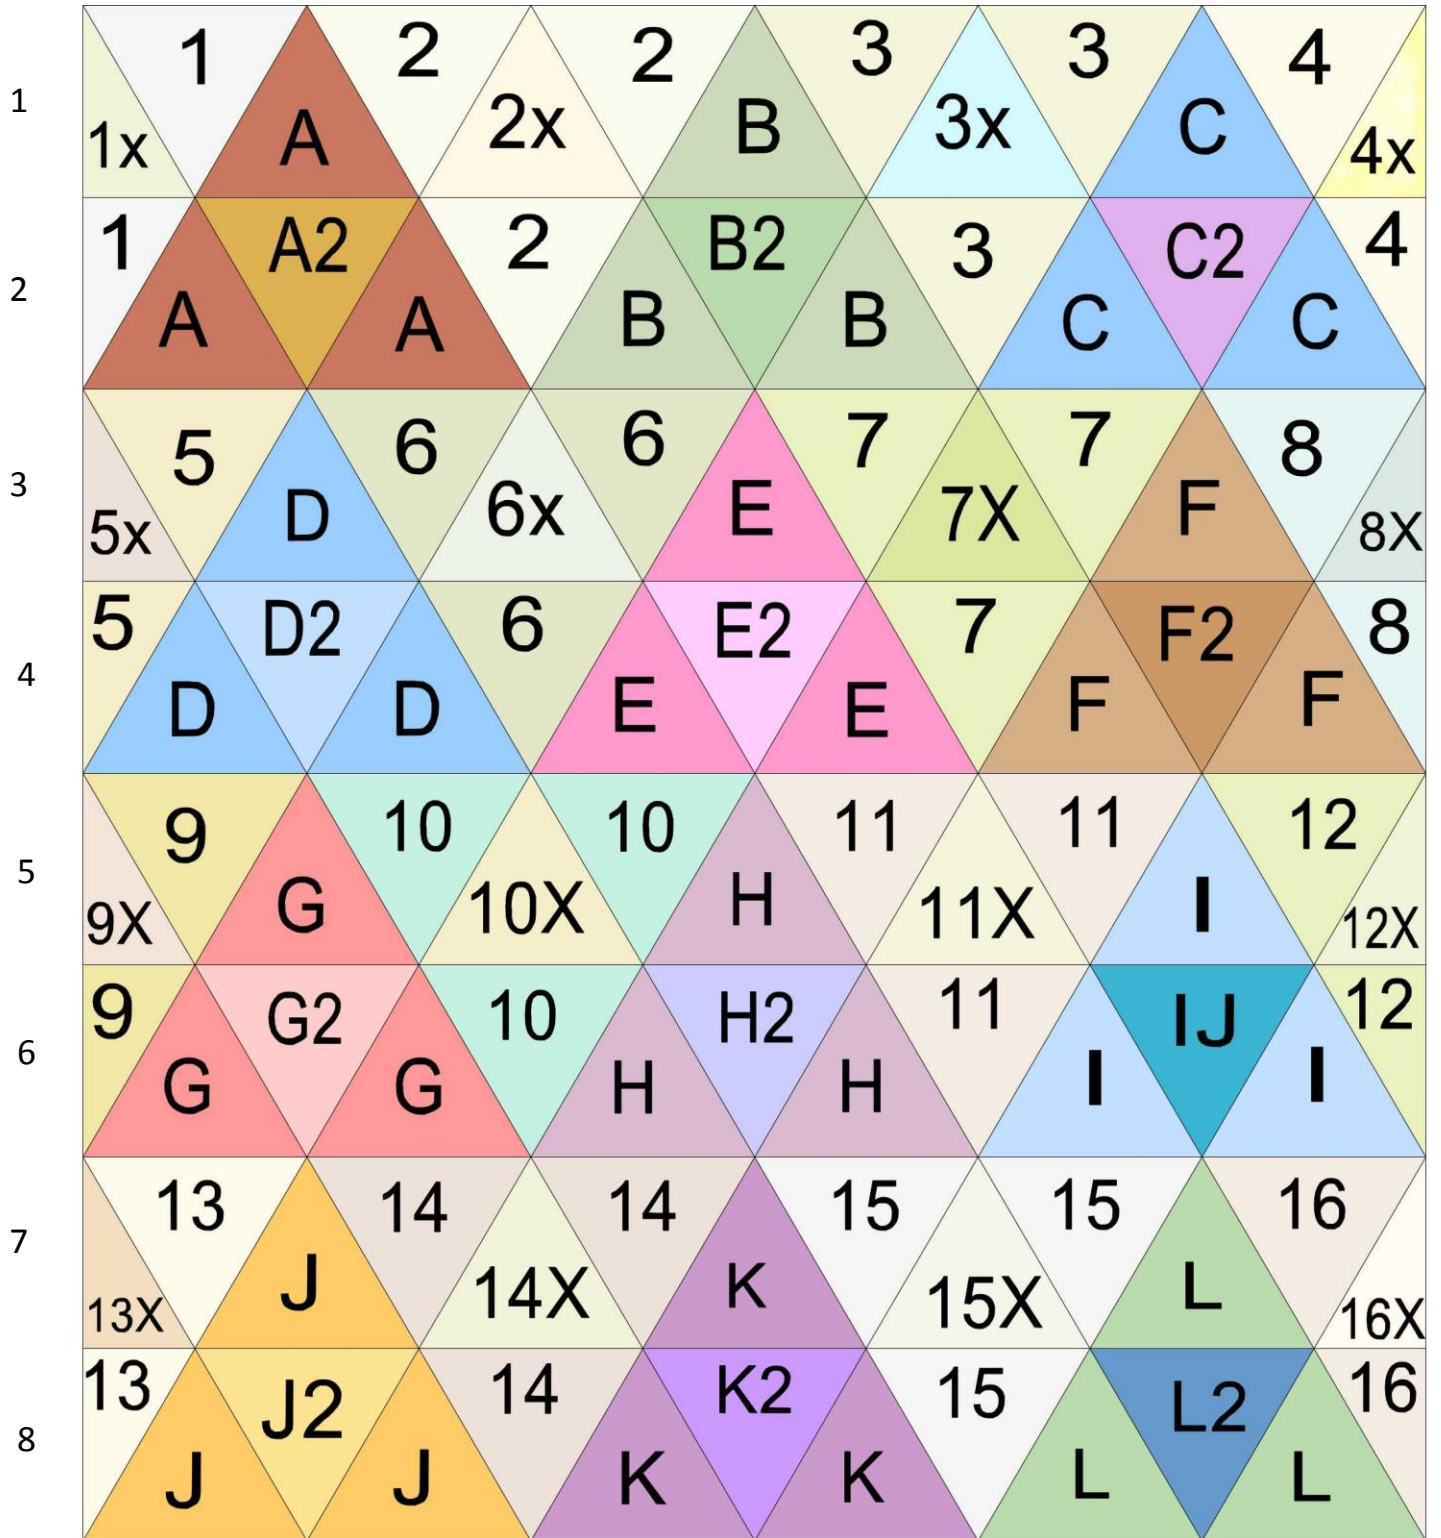 1 1x 1 A 2 2x 2 B 3 3x 3 C 4 4x
2 1 A A2 A 2 B B2 B 3 C C2 C 4
3 5x 5 D 6 6x 6 E 7 7X 7 F 8 8X
4 5 D D2 D 6 E E2 E 7 F F2 F 8
5 9X 9 G 10 10X 10 H 11 11X 11 I 12 12X
6 9 G G2 G 10 H H2 H 11 I IJ I 12
7 13X 13 J 14 14X 14 K 15 15X 15 L 16 16X
8 13 J J2 J 14 K K2 K 15 L L2 L 16